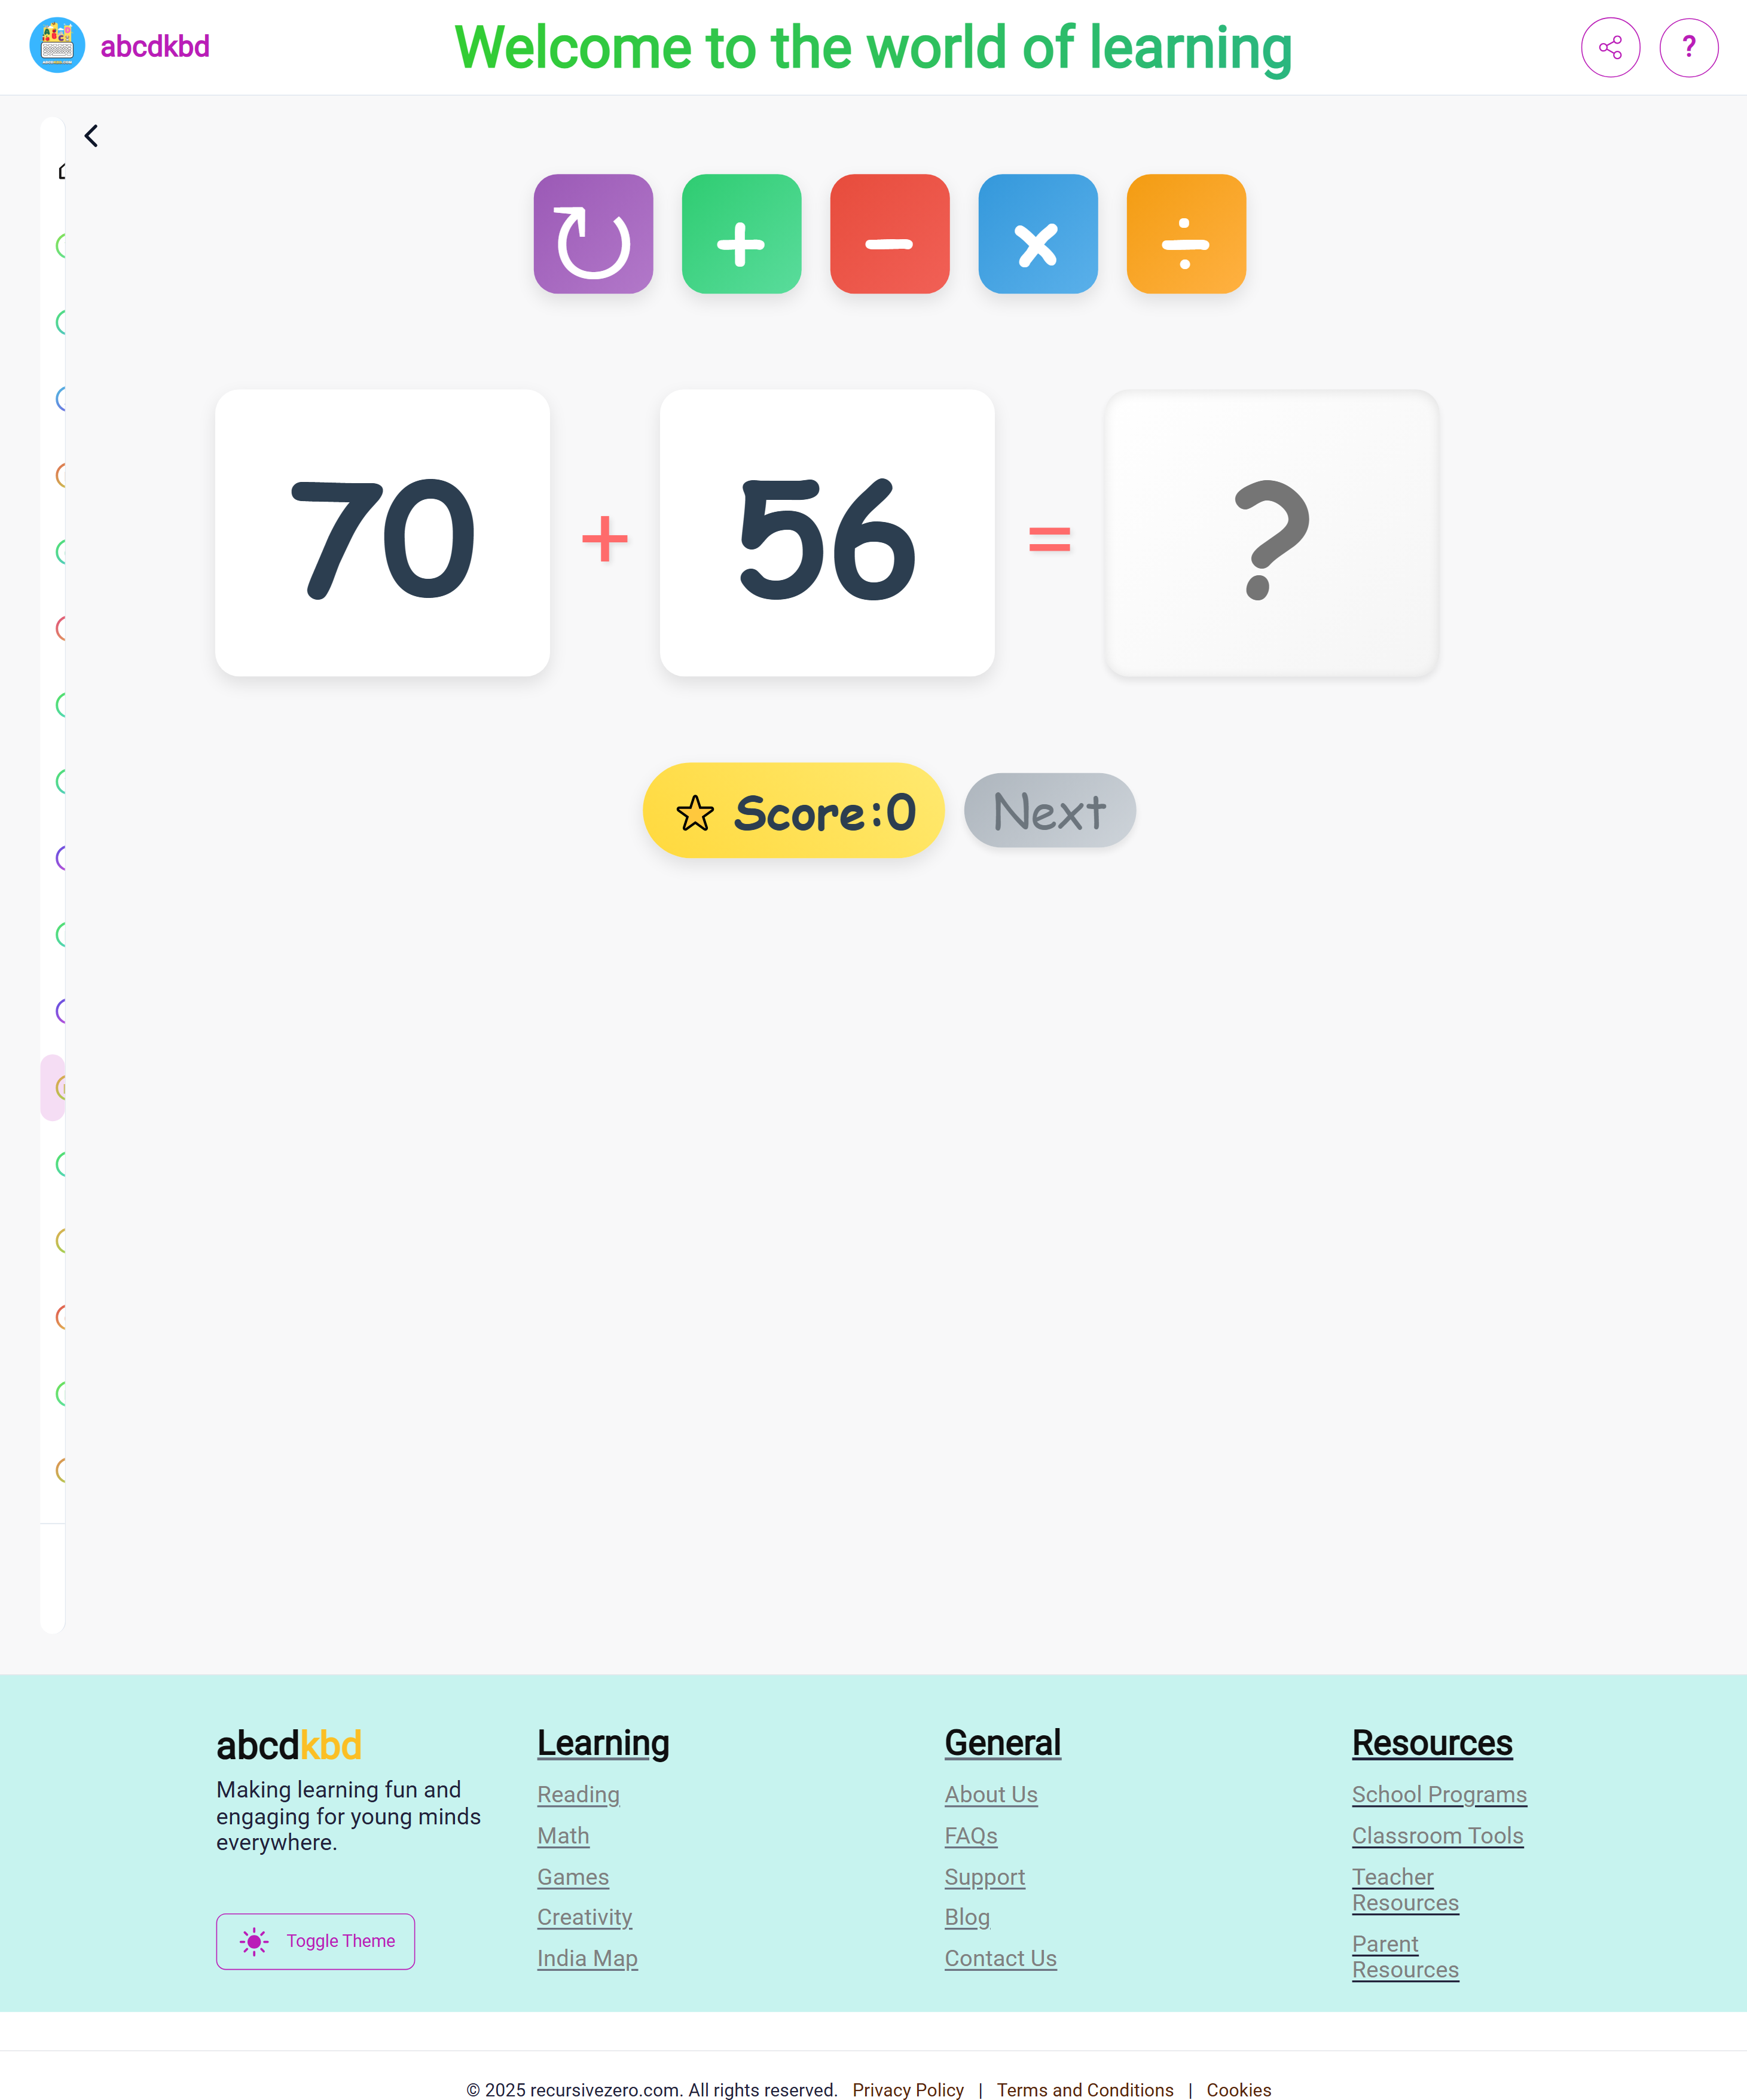 abcdkbd
Welcome to the world of learning
?
+ − × ÷
70 + 56 = ?
Score:0
Next
abcdkbd
Making learning fun and
engaging for young minds
everywhere.
Toggle Theme
Learning
Reading
Math
Games
Creativity
India Map
General
About Us
FAQs
Support
Blog
Contact Us
Resources
School Programs
Classroom Tools
Teacher
Resources
Parent
Resources
© 2025 recursivezero.com. All rights reserved. Privacy Policy | Terms and Conditions | Cookies